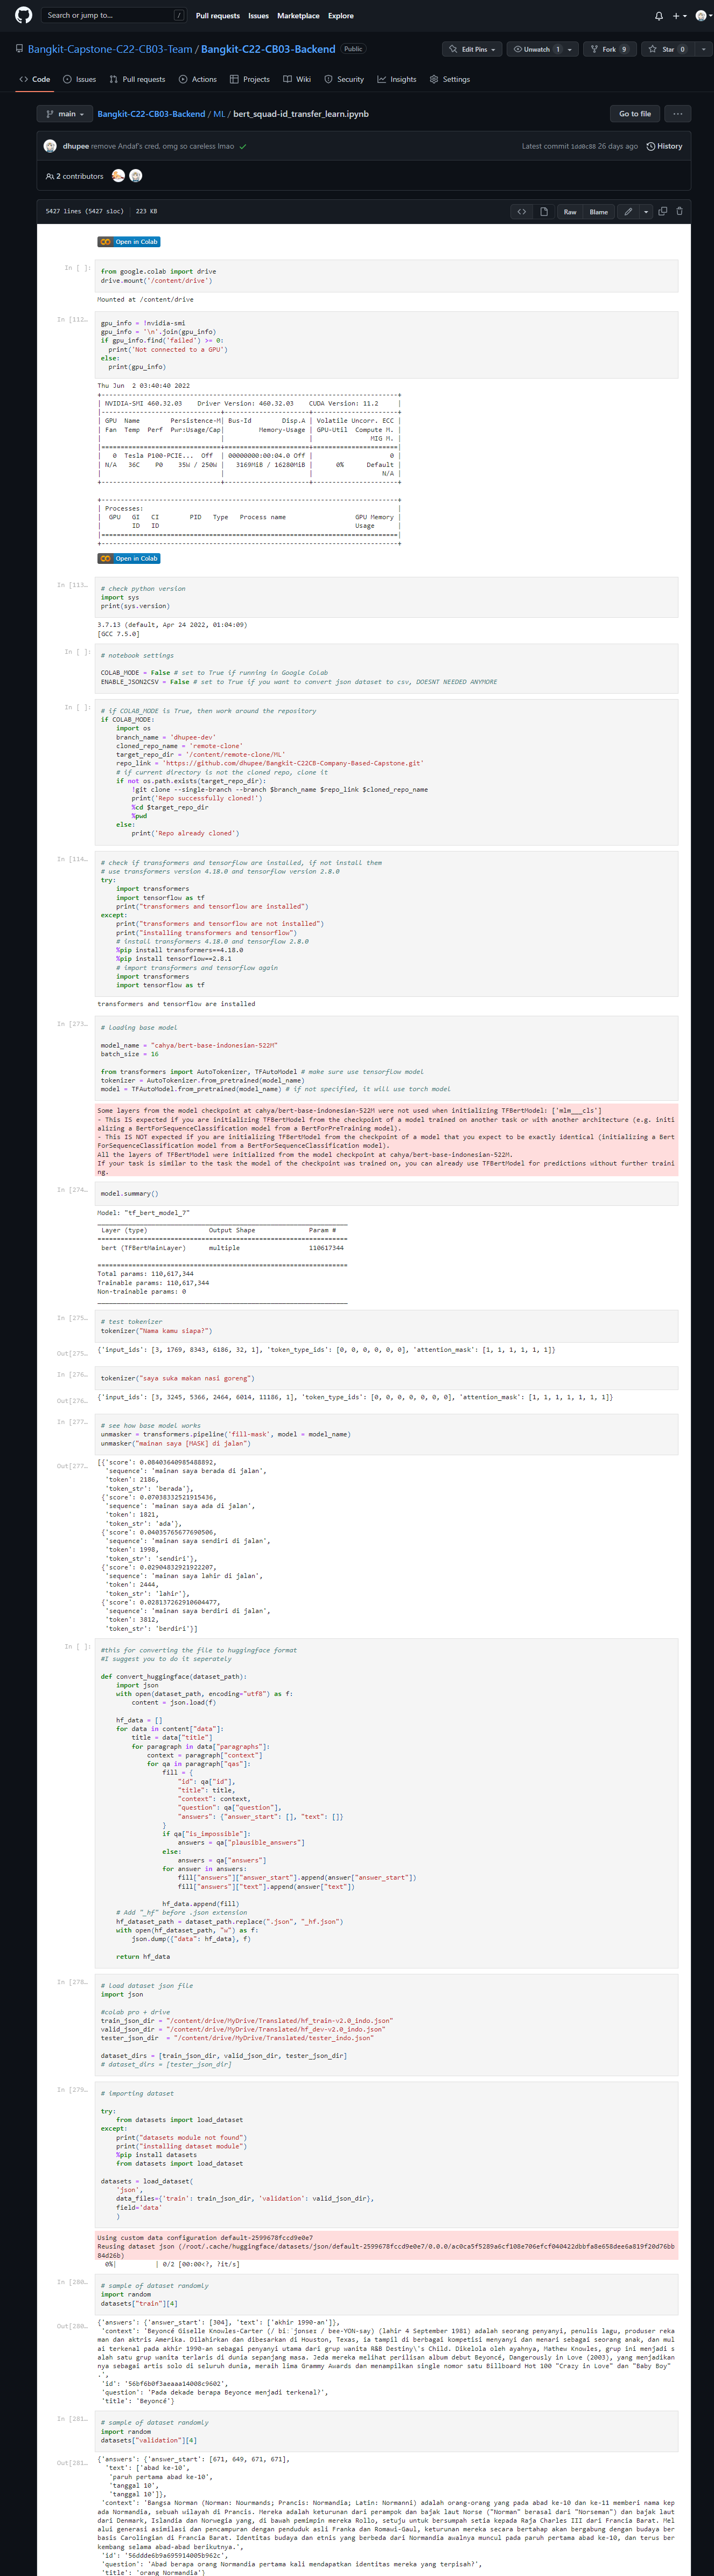 Search or jump to... /
Pull requests Issues Marketplace Explore
Bangkit-Capstone-C22-CB03-Team / Bangkit-C22-CB03-Backend Public
Edit Pins Unwatch 1 Fork 9 Star 0
Code Issues Pull requests Actions Projects Wiki Security Insights Settings
main Bangkit-C22-CB03-Backend / ML / bert_squad-id_transfer_learn.ipynb Go to file ...
dhupee remove Andaf's cred, omg so careless lmao Latest commit 1dd0c88 26 days ago History
2 contributors
5427 lines (5427 sloc) 223 KB Raw Blame
Open in Colab
In [ ]: from google.colab import drive
drive.mount('/content/drive')
Mounted at /content/drive
In [112… gpu_info = !nvidia-smi
gpu_info = '\n'.join(gpu_info)
if gpu_info.find('failed') >= 0:
  print('Not connected to a GPU')
else:
  print(gpu_info)
Thu Jun  2 03:40:40 2022
+-----------------------------------------------------------------------------+
| NVIDIA-SMI 460.32.03    Driver Version: 460.32.03    CUDA Version: 11.2     |
|-------------------------------+----------------------+----------------------+
| GPU  Name        Persistence-M| Bus-Id        Disp.A | Volatile Uncorr. ECC |
| Fan  Temp  Perf  Pwr:Usage/Cap|         Memory-Usage | GPU-Util  Compute M. |
|                               |                      |               MIG M. |
|===============================+======================+======================|
|   0  Tesla P100-PCIE...  Off  | 00000000:00:04.0 Off |                    0 |
| N/A   36C    P0    35W / 250W |   3169MiB / 16280MiB |      0%      Default |
|                               |                      |                  N/A |
+-------------------------------+----------------------+----------------------+
+-----------------------------------------------------------------------------+
| Processes:                                                                  |
|  GPU   GI   CI        PID   Type   Process name                  GPU Memory |
|        ID   ID                                                   Usage      |
|=============================================================================|
+-----------------------------------------------------------------------------+
Open in Colab
In [113… # check python version
import sys
print(sys.version)
3.7.13 (default, Apr 24 2022, 01:04:09)
[GCC 7.5.0]
In [ ]: # notebook settings
COLAB_MODE = False # set to True if running in Google Colab
ENABLE_JSON2CSV = False # set to True if you want to convert json dataset to csv, DOESNT NEEDED ANYMORE
In [ ]: # if COLAB_MODE is True, then work around the repository
if COLAB_MODE:
    import os
    branch_name = 'dhupee-dev'
    cloned_repo_name = 'remote-clone'
    target_repo_dir = '/content/remote-clone/ML'
    repo_link = 'https://github.com/dhupee/Bangkit-C22CB-Company-Based-Capstone.git'
    # if current directory is not the cloned repo, clone it
    if not os.path.exists(target_repo_dir):
        !git clone --single-branch --branch $branch_name $repo_link $cloned_repo_name
        print('Repo successfully cloned!')
        %cd $target_repo_dir
        %pwd
    else:
        print('Repo already cloned')
In [114… # check if transformers and tensorflow are installed, if not install them
# use transformers version 4.18.0 and tensorflow version 2.8.0
try:
    import transformers
    import tensorflow as tf
    print("transformers and tensorflow are installed")
except:
    print("transformers and tensorflow are not installed")
    print("installing transformers and tensorflow")
    # install transformers 4.18.0 and tensorflow 2.8.0
    %pip install transformers==4.18.0
    %pip install tensorflow==2.8.1
    # import transformers and tensorflow again
    import transformers
    import tensorflow as tf
transformers and tensorflow are installed
In [273… # loading base model
model_name = "cahya/bert-base-indonesian-522M"
batch_size = 16
from transformers import AutoTokenizer, TFAutoModel # make sure use tensorflow model
tokenizer = AutoTokenizer.from_pretrained(model_name)
model = TFAutoModel.from_pretrained(model_name) # if not specified, it will use torch model
Some layers from the model checkpoint at cahya/bert-base-indonesian-522M were not used when initializing TFBertModel: ['mlm___cls']
- This IS expected if you are initializing TFBertModel from the checkpoint of a model trained on another task or with another architecture (e.g. initi
alizing a BertForSequenceClassification model from a BertForPreTraining model).
- This IS NOT expected if you are initializing TFBertModel from the checkpoint of a model that you expect to be exactly identical (initializing a Bert
ForSequenceClassification model from a BertForSequenceClassification model).
All the layers of TFBertModel were initialized from the model checkpoint at cahya/bert-base-indonesian-522M.
If your task is similar to the task the model of the checkpoint was trained on, you can already use TFBertModel for predictions without further traini
ng.
In [274… model.summary()
Model: "tf_bert_model_7"
_________________________________________________________________
 Layer (type)                Output Shape              Param #
=================================================================
 bert (TFBertMainLayer)      multiple                  110617344
=================================================================
Total params: 110,617,344
Trainable params: 110,617,344
Non-trainable params: 0
_________________________________________________________________
In [275… # test tokenizer
tokenizer("Nama kamu siapa?")
Out[275… {'input_ids': [3, 1769, 8343, 6186, 32, 1], 'token_type_ids': [0, 0, 0, 0, 0, 0], 'attention_mask': [1, 1, 1, 1, 1, 1]}
In [276… tokenizer("saya suka makan nasi goreng")
Out[276… {'input_ids': [3, 3245, 5366, 2464, 6014, 11186, 1], 'token_type_ids': [0, 0, 0, 0, 0, 0, 0], 'attention_mask': [1, 1, 1, 1, 1, 1, 1]}
In [277… # see how base model works
unmasker = transformers.pipeline('fill-mask', model = model_name)
unmasker("mainan saya [MASK] di jalan")
Out[277… [{'score': 0.08403640985488892,
  'sequence': 'mainan saya berada di jalan',
  'token': 2186,
  'token_str': 'berada'},
 {'score': 0.07038332521915436,
  'sequence': 'mainan saya ada di jalan',
  'token': 1821,
  'token_str': 'ada'},
 {'score': 0.04035765677690506,
  'sequence': 'mainan saya sendiri di jalan',
  'token': 1998,
  'token_str': 'sendiri'},
 {'score': 0.02904832921922207,
  'sequence': 'mainan saya lahir di jalan',
  'token': 2444,
  'token_str': 'lahir'},
 {'score': 0.028137262910604477,
  'sequence': 'mainan saya berdiri di jalan',
  'token': 3812,
  'token_str': 'berdiri'}]
In [ ]: #this for converting the file to huggingface format
#I suggest you to do it seperately
def convert_huggingface(dataset_path):
    import json
    with open(dataset_path, encoding="utf8") as f:
        content = json.load(f)
    hf_data = []
    for data in content["data"]:
        title = data["title"]
        for paragraph in data["paragraphs"]:
            context = paragraph["context"]
            for qa in paragraph["qas"]:
                fill = {
                    "id": qa["id"],
                    "title": title,
                    "context": context,
                    "question": qa["question"],
                    "answers": {"answer_start": [], "text": []}
                }
                if qa["is_impossible"]:
                    answers = qa["plausible_answers"]
                else:
                    answers = qa["answers"]
                for answer in answers:
                    fill["answers"]["answer_start"].append(answer["answer_start"])
                    fill["answers"]["text"].append(answer["text"])
                hf_data.append(fill)
    # Add "_hf" before .json extension
    hf_dataset_path = dataset_path.replace(".json", "_hf.json")
    with open(hf_dataset_path, "w") as f:
        json.dump({"data": hf_data}, f)
    return hf_data
In [278… # load dataset json file
import json
#colab pro + drive
train_json_dir = "/content/drive/MyDrive/Translated/hf_train-v2.0_indo.json"
valid_json_dir = "/content/drive/MyDrive/Translated/hf_dev-v2.0_indo.json"
tester_json_dir  = "/content/drive/MyDrive/Translated/tester_indo.json"
dataset_dirs = [train_json_dir, valid_json_dir, tester_json_dir]
# dataset_dirs = [tester_json_dir]
In [279… # importing dataset
try:
    from datasets import load_dataset
except:
    print("datasets module not found")
    print("installing dataset module")
    %pip install datasets
    from datasets import load_dataset
datasets = load_dataset(
    'json',
    data_files={'train': train_json_dir, 'validation': valid_json_dir},
    field='data'
    )
Using custom data configuration default-2599678fccd9e0e7
Reusing dataset json (/root/.cache/huggingface/datasets/json/default-2599678fccd9e0e7/0.0.0/ac0ca5f5289a6cf108e706efcf040422dbbfa8e658dee6a819f20d76bb
84d26b)
  0%|          | 0/2 [00:00<?, ?it/s]
In [280… # sample of dataset randomly
import random
datasets["train"][4]
Out[280… {'answers': {'answer_start': [304], 'text': ['akhir 1990-an']},
 'context': 'Beyoncé Giselle Knowles-Carter (/ biːˈjɒnseɪ / bee-YON-say) (lahir 4 September 1981) adalah seorang penyanyi, penulis lagu, produser reka
man dan aktris Amerika. Dilahirkan dan dibesarkan di Houston, Texas, ia tampil di berbagai kompetisi menyanyi dan menari sebagai seorang anak, dan mul
ai terkenal pada akhir 1990-an sebagai penyanyi utama dari grup wanita R&B Destiny\'s Child. Dikelola oleh ayahnya, Mathew Knowles, grup ini menjadi s
alah satu grup wanita terlaris di dunia sepanjang masa. Jeda mereka melihat perilisan album debut Beyoncé, Dangerously in Love (2003), yang menjadikan
nya sebagai artis solo di seluruh dunia, meraih lima Grammy Awards dan menampilkan single nomor satu Billboard Hot 100 "Crazy in Love" dan "Baby Boy"
.',
 'id': '56bf6b0f3aeaaa14008c9602',
 'question': 'Pada dekade berapa Beyonce menjadi terkenal?',
 'title': 'Beyoncé'}
In [281… # sample of dataset randomly
import random
datasets["validation"][4]
Out[281… {'answers': {'answer_start': [671, 649, 671, 671],
  'text': ['abad ke-10',
   'paruh pertama abad ke-10',
   'tanggal 10',
   'tanggal 10']},
 'context': 'Bangsa Norman (Norman: Nourmands; Prancis: Normandia; Latin: Normanni) adalah orang-orang yang pada abad ke-10 dan ke-11 memberi nama kep
ada Normandia, sebuah wilayah di Prancis. Mereka adalah keturunan dari perampok dan bajak laut Norse ("Norman" berasal dari "Norseman") dan bajak laut
dari Denmark, Islandia dan Norwegia yang, di bawah pemimpin mereka Rollo, setuju untuk bersumpah setia kepada Raja Charles III dari Francia Barat. Mel
alui generasi asimilasi dan pencampuran dengan penduduk asli Franka dan Romawi-Gaul, keturunan mereka secara bertahap akan bergabung dengan budaya ber
basis Carolingian di Francia Barat. Identitas budaya dan etnis yang berbeda dari Normandia awalnya muncul pada paruh pertama abad ke-10, dan terus ber
kembang selama abad-abad berikutnya.',
 'id': '56ddde6b9a695914005b962c',
 'question': 'Abad berapa orang Normandia pertama kali mendapatkan identitas mereka yang terpisah?',
 'title': 'orang Normandia'}